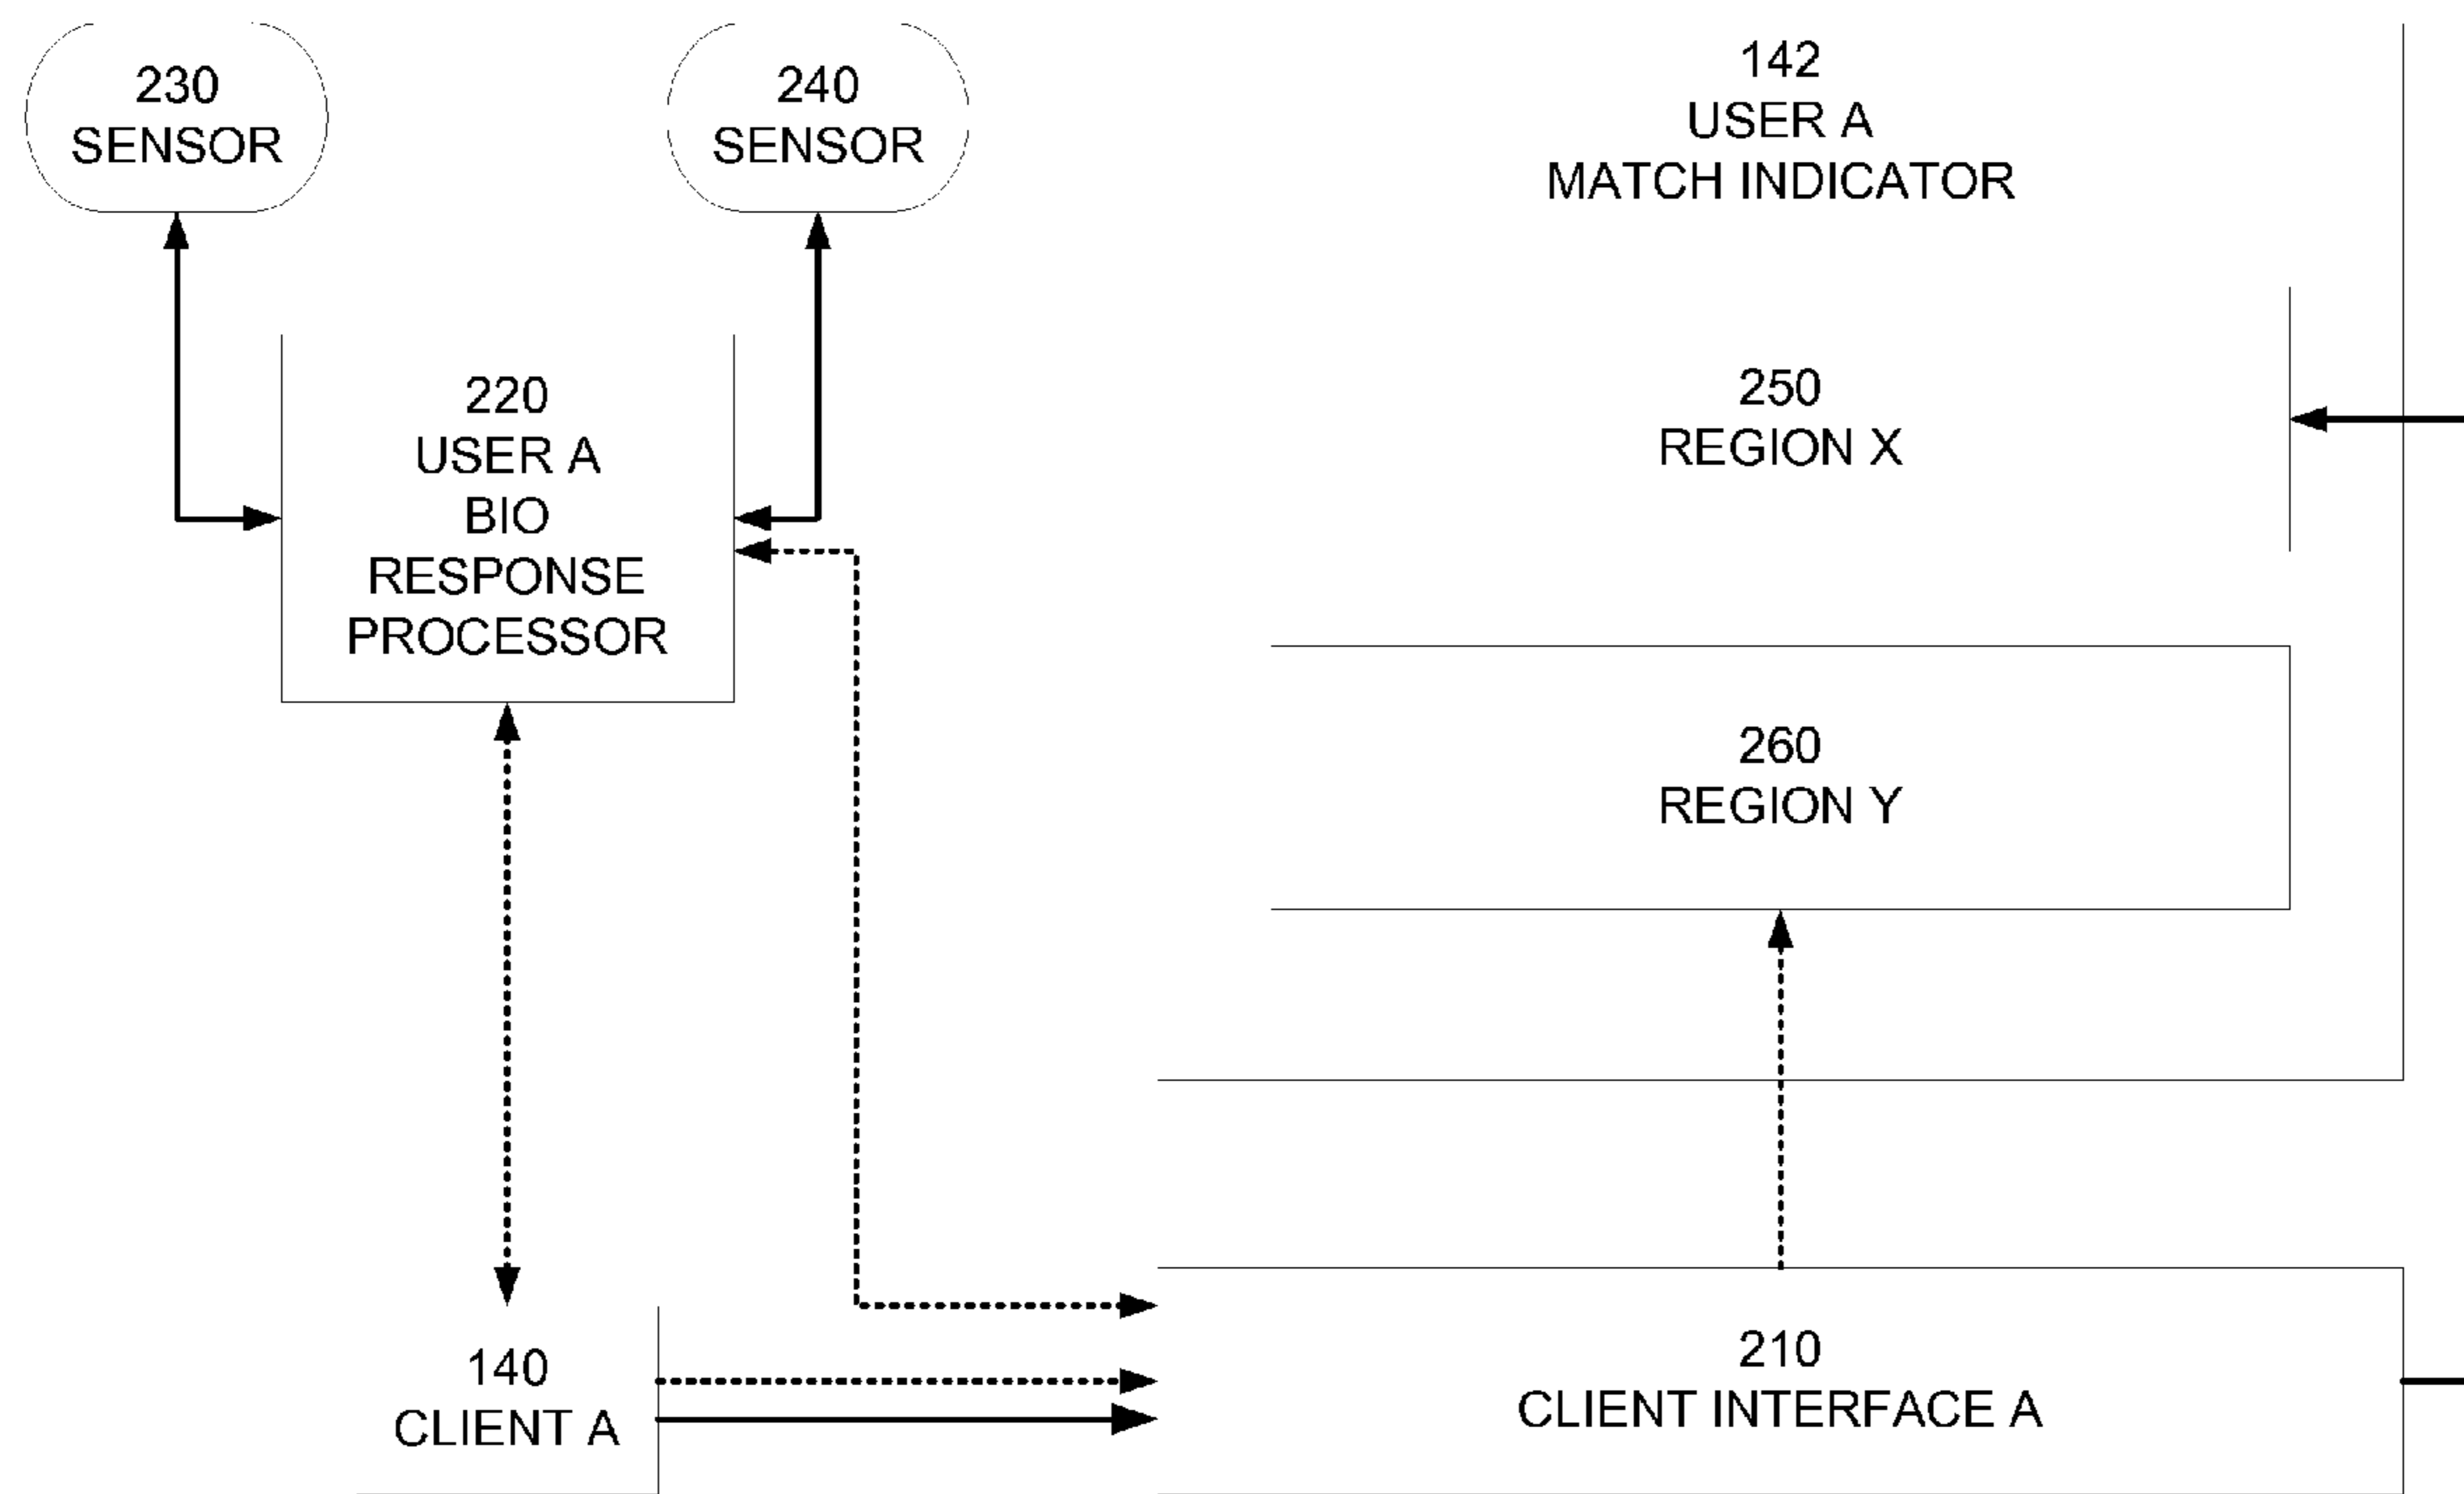 230
SENSOR
240
SENSOR
142
USER A
MATCH INDICATOR
220
USER A
BIO
RESPONSE
PROCESSOR
250
REGION X
260
REGION Y
140
CLIENT A
210
CLIENT INTERFACE A